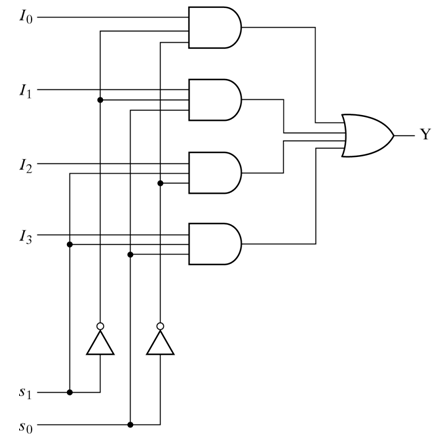 I₀
I₁
Y
I₂
I₃
s₁
s₀